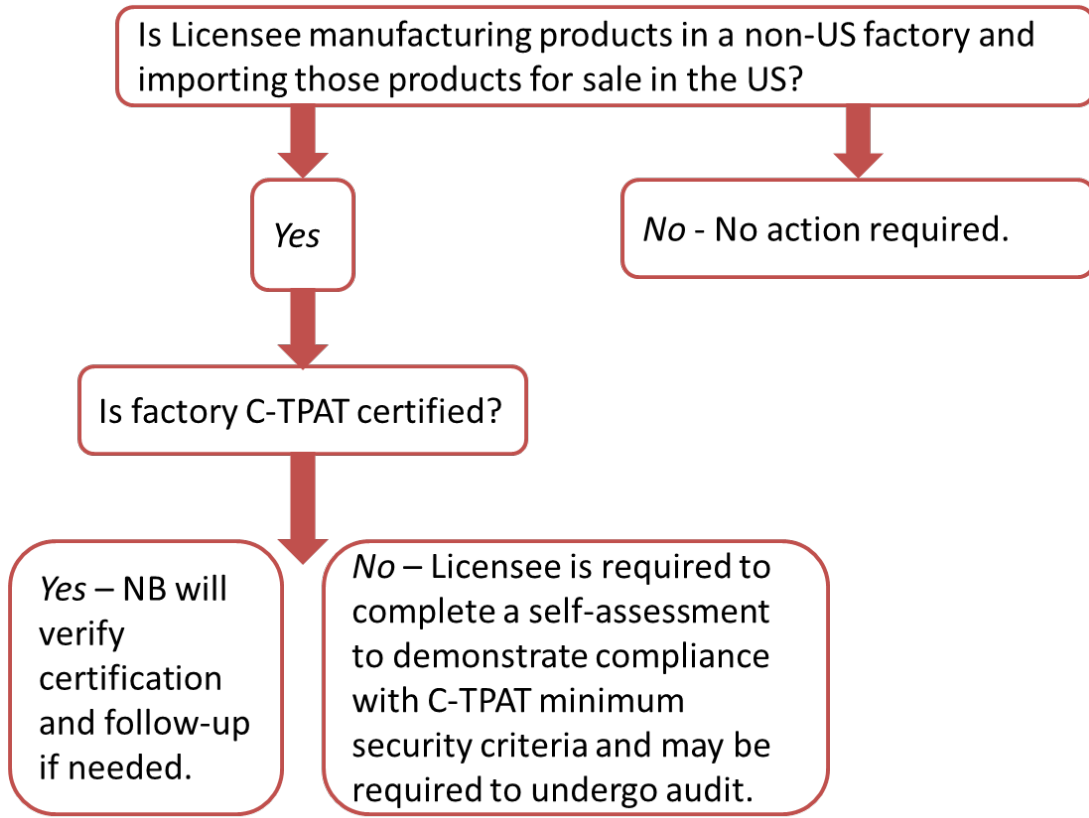 Is Licensee manufacturing products in a non-US factory and
importing those products for sale in the US?
Yes
No - No action required.
Is factory C-TPAT certified?
Yes – NB will
verify
certification
and follow-up
if needed.
No – Licensee is required to
complete a self-assessment
to demonstrate compliance
with C-TPAT minimum
security criteria and may be
required to undergo audit.